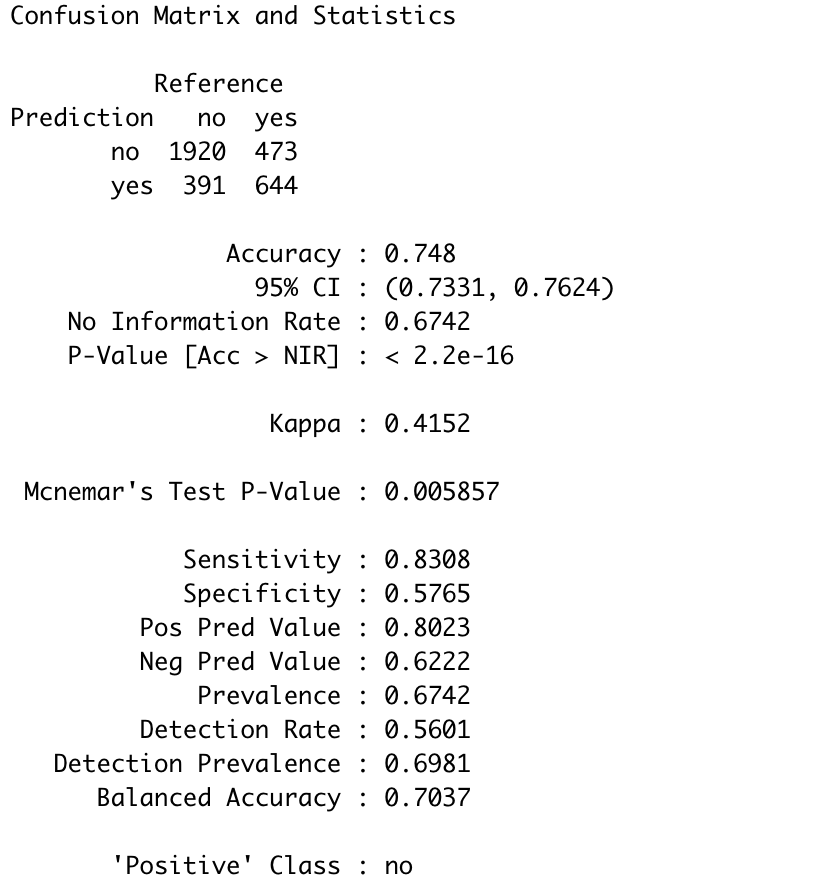 Confusion Matrix and Statistics
Reference
Prediction no yes
no 1920 473
yes 391 644
Accuracy : 0.748
95% CI : (0.7331, 0.7624)
No Information Rate : 0.6742
P-Value [Acc > NIR] : < 2.2e-16
Kappa : 0.4152
Mcnemar's Test P-Value : 0.005857
Sensitivity : 0.8308
Specificity : 0.5765
Pos Pred Value : 0.8023
Neg Pred Value : 0.6222
Prevalence : 0.6742
Detection Rate : 0.5601
Detection Prevalence : 0.6981
Balanced Accuracy : 0.7037
'Positive' Class : no